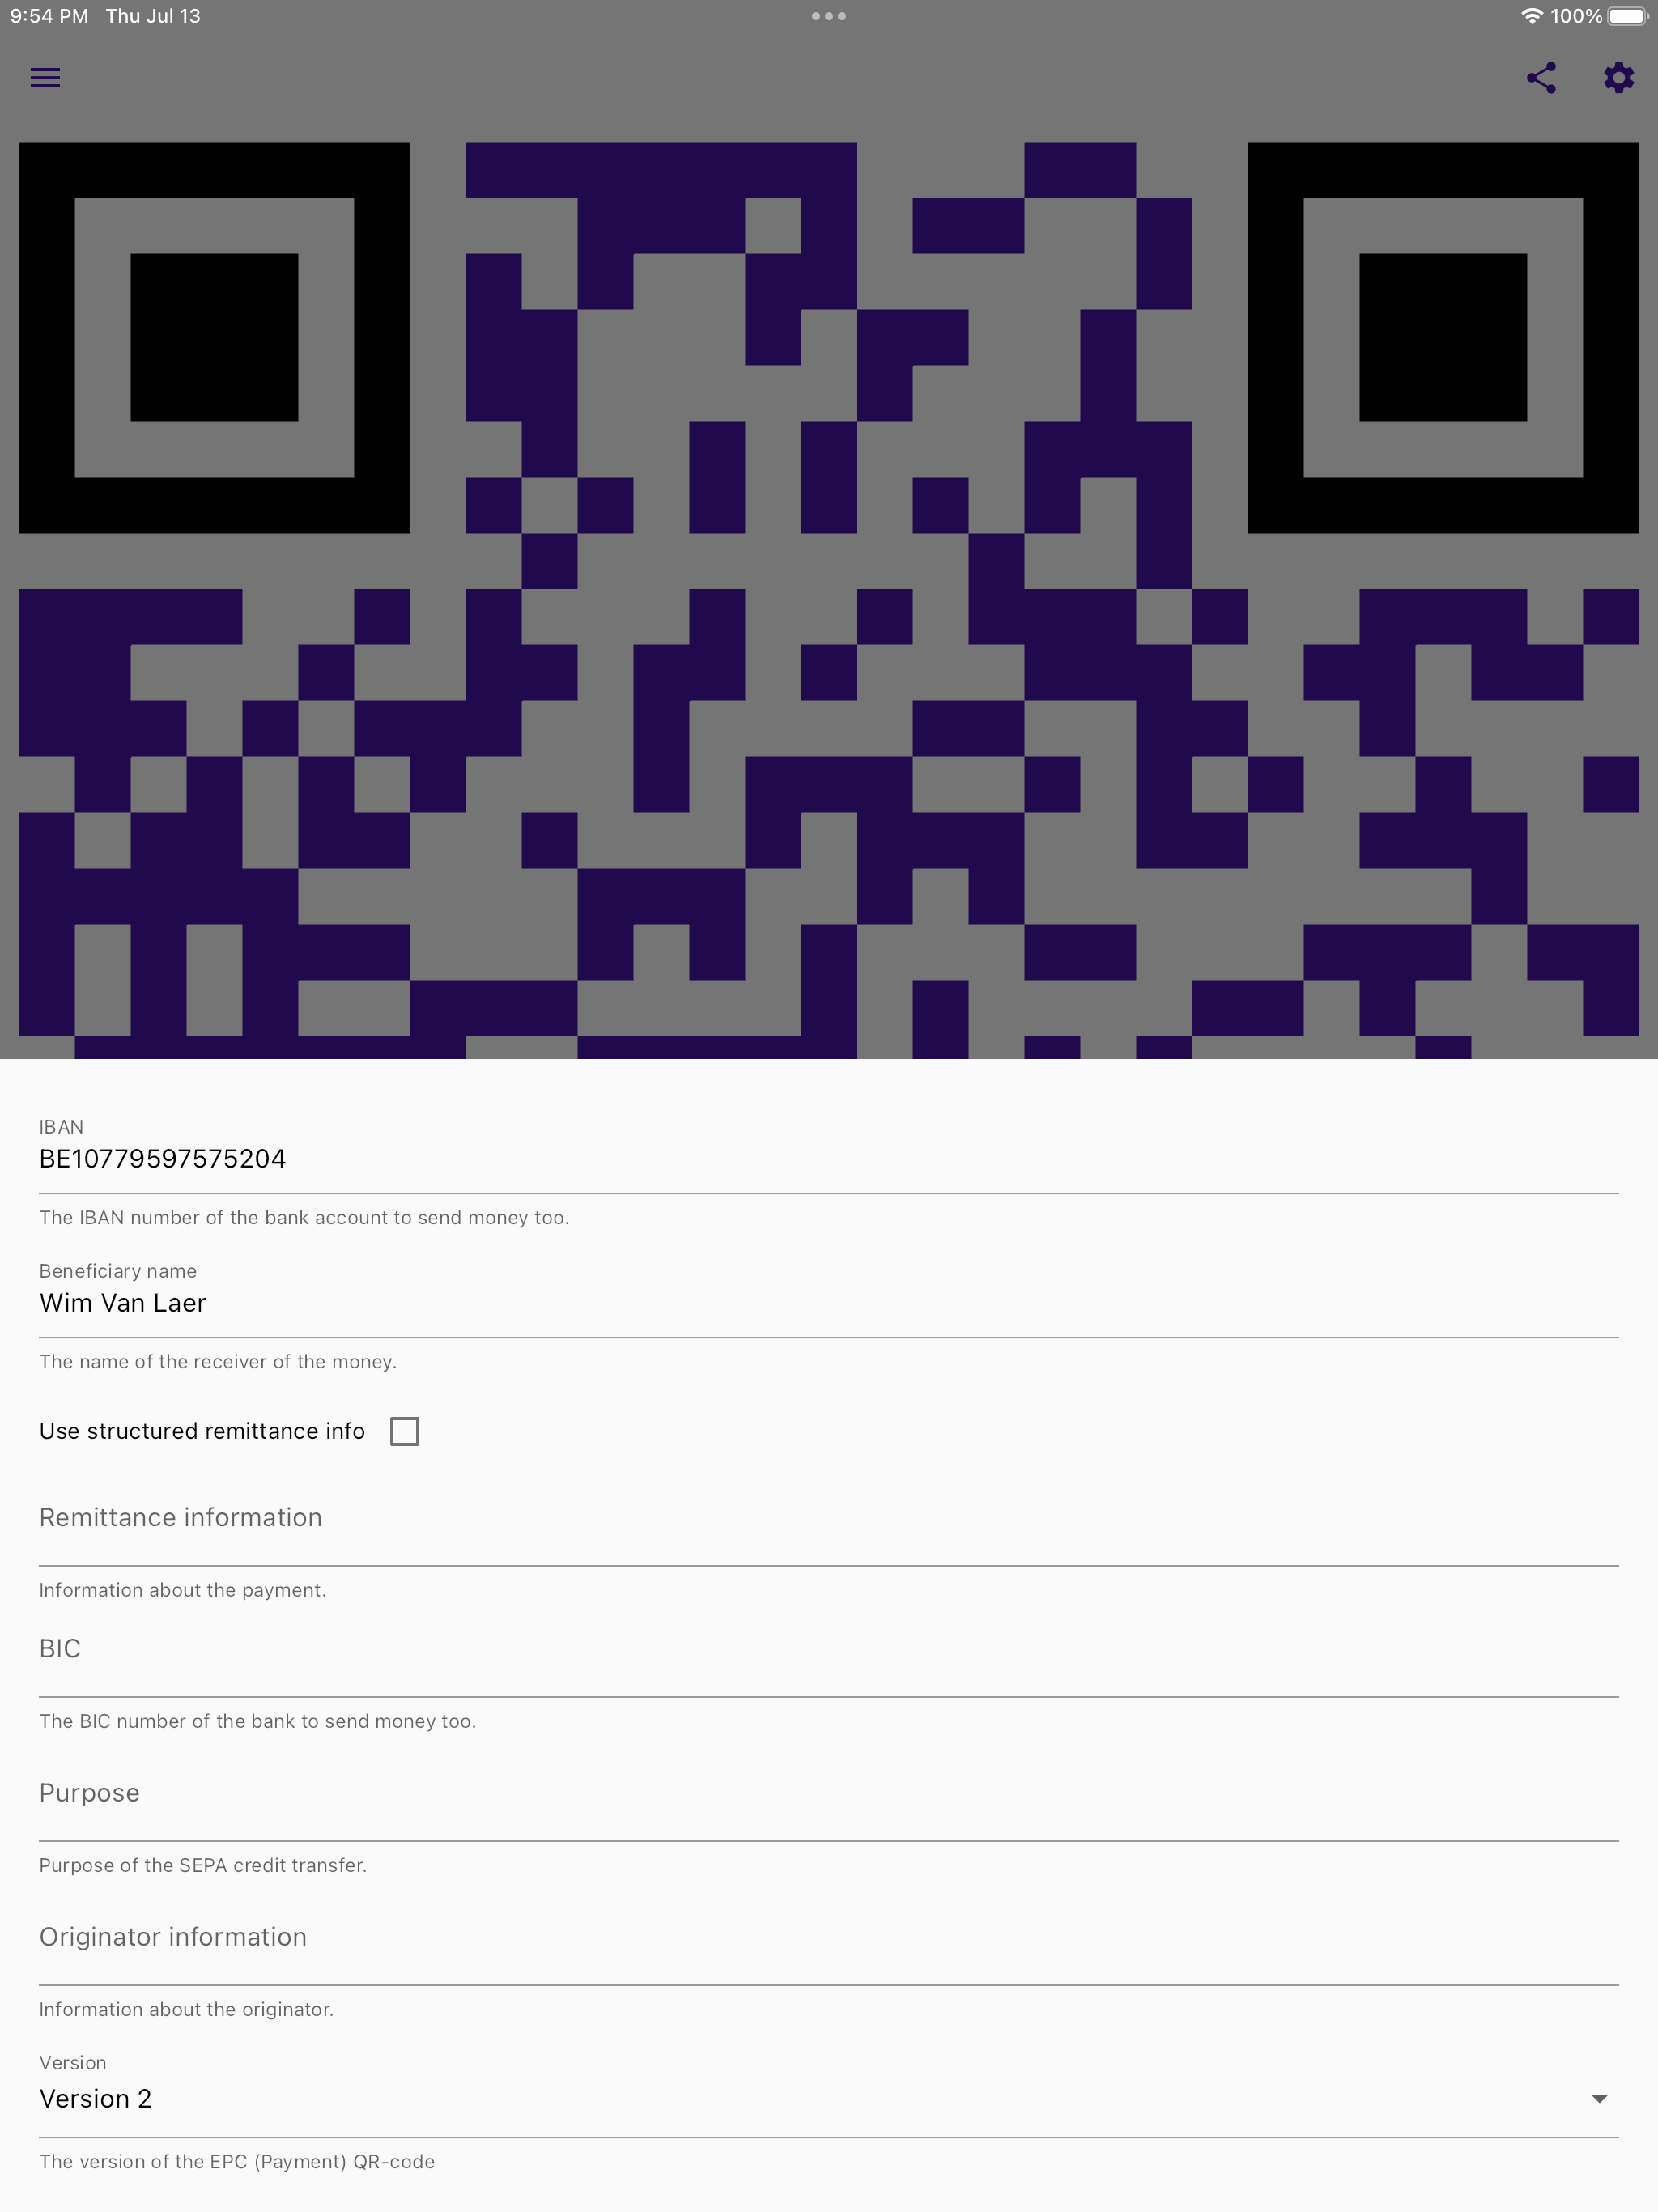 9:54 PM Thu Jul 13
100%
IBAN
BE10779597575204
The IBAN number of the bank account to send money too.
Beneficiary name
Wim Van Laer
The name of the receiver of the money.
Use structured remittance info
Remittance information
Information about the payment.
BIC
The BIC number of the bank to send money too.
Purpose
Purpose of the SEPA credit transfer.
Originator information
Information about the originator.
Version
Version 2
The version of the EPC (Payment) QR-code